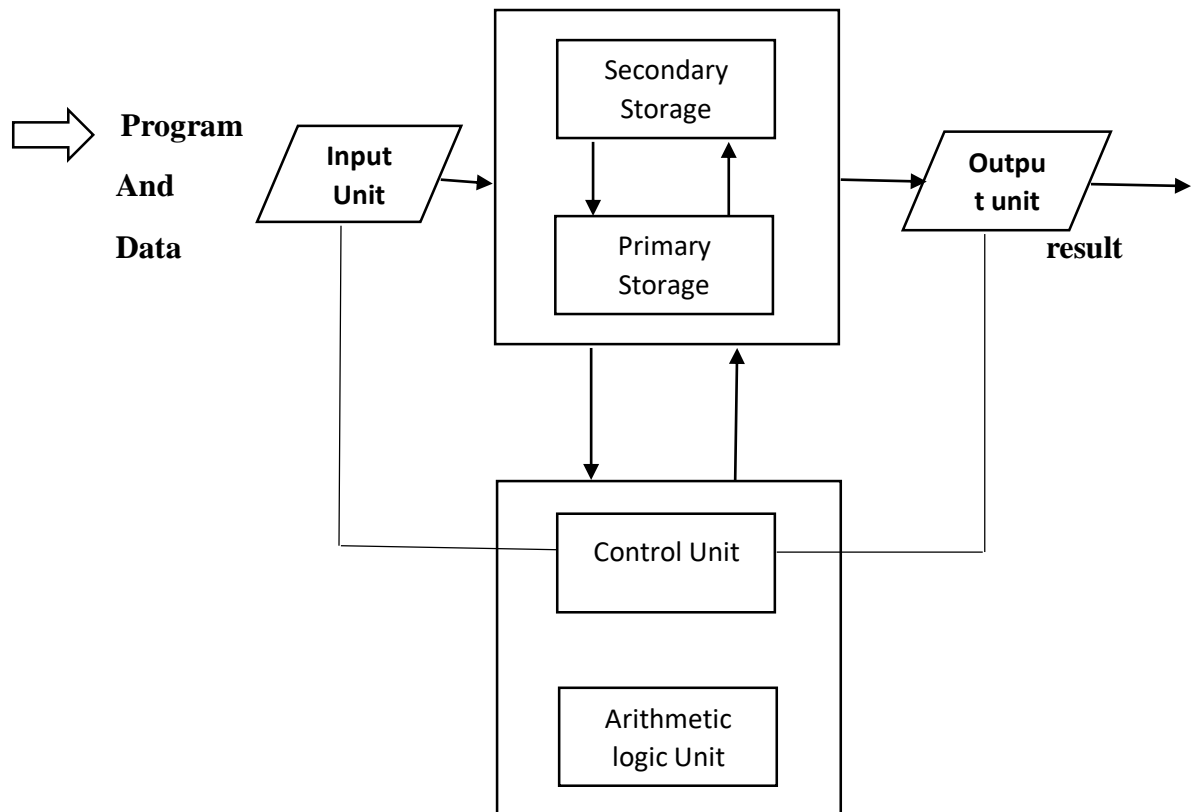 Program
And
Data
Input
Unit
Secondary
Storage
Primary
Storage
Outpu
t unit
result
Control Unit
Arithmetic
logic Unit